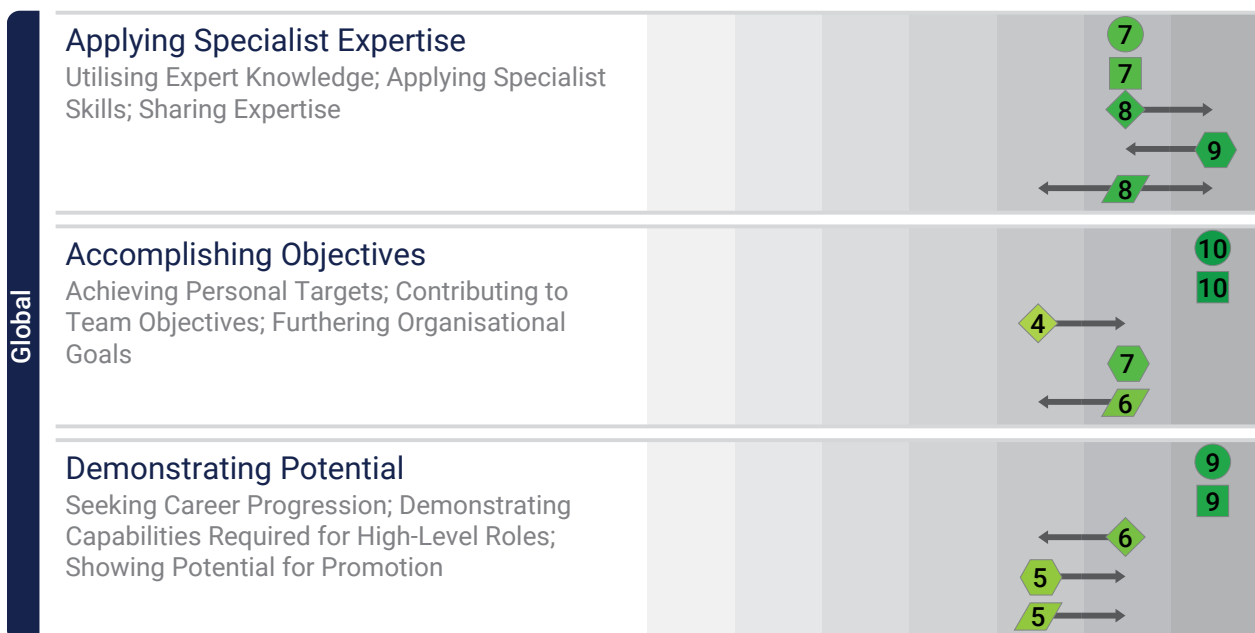 Global
Applying Specialist Expertise
Utilising Expert Knowledge; Applying Specialist
Skills; Sharing Expertise
7
7
8
9
8
Accomplishing Objectives
Achieving Personal Targets; Contributing to
Team Objectives; Furthering Organisational
Goals
10
10
4
7
6
Demonstrating Potential
Seeking Career Progression; Demonstrating
Capabilities Required for High-Level Roles;
Showing Potential for Promotion
9
9
6
5
5